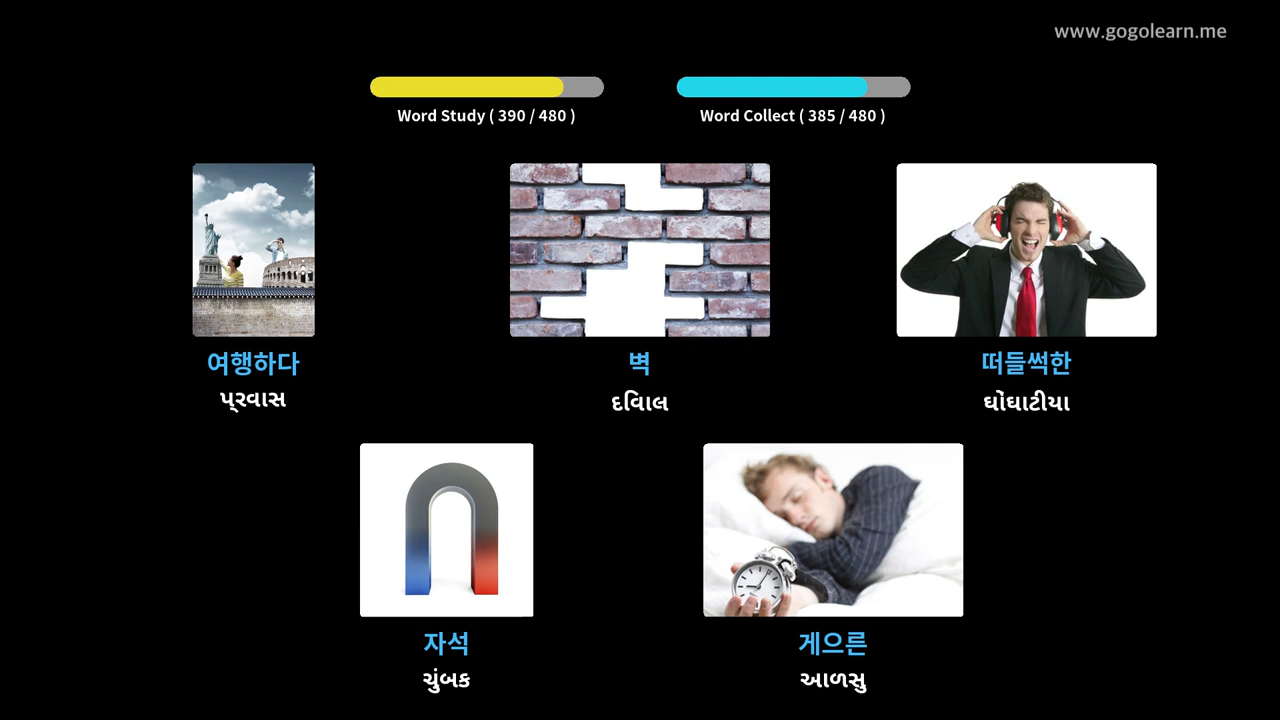 www.gogolearn.me
Word Study ( 390 / 480 )
Word Collect ( 385 / 480 )
여행하다
પ્રવાસ
벽
દવિાલ
떠들썩한
ઘોંઘાટીયા
자석
ચુંબક
게으른
આળસુ